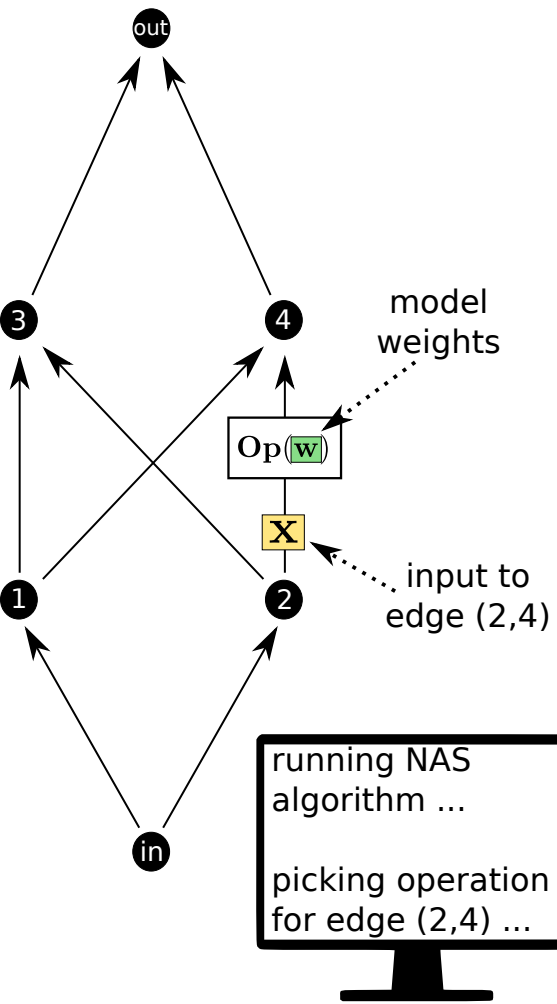 out
3
4
model
weights
Op(w)
X
1
2
input to
edge (2,4)
in
running NAS
algorithm ...
picking operation
for edge (2,4) ...